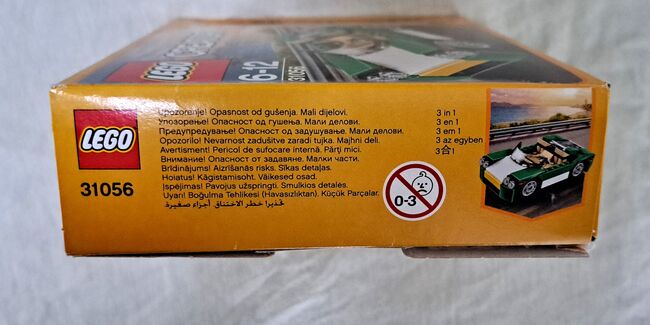 LEGO
6-12
31056
LEGO
31056
Upozorenje! Opasnost od gušenja. Mali dijelovi.
Упозорење! Опасност од гушења. Мали делови.
Предупредување! Опасност од задушување. Мали делови.
Opozorilo! Nevarnost zadušitve zaradi tujka. Majhni deli.
Avertisment! Pericol de sufocare internă. Părţi mici.
Внимание! Опасност от задавяне. Малки части.
Brīdinājums! Aizrīšanās risks. Sīkas detaļas.
Hoiatus! Kägistamisoht. Väikesed osad.
Įspėjimas! Pavojus užspringti. Smulkios detalės.
Uyarı! Boğulma Tehlikesi (Havasızlıktan). Küçük Parçalar.
تحذير! خطر الاختناق. أجزاء صغيرة
0-3
3 in 1
3 en 1
3 em 1
3 az egyben
3合1